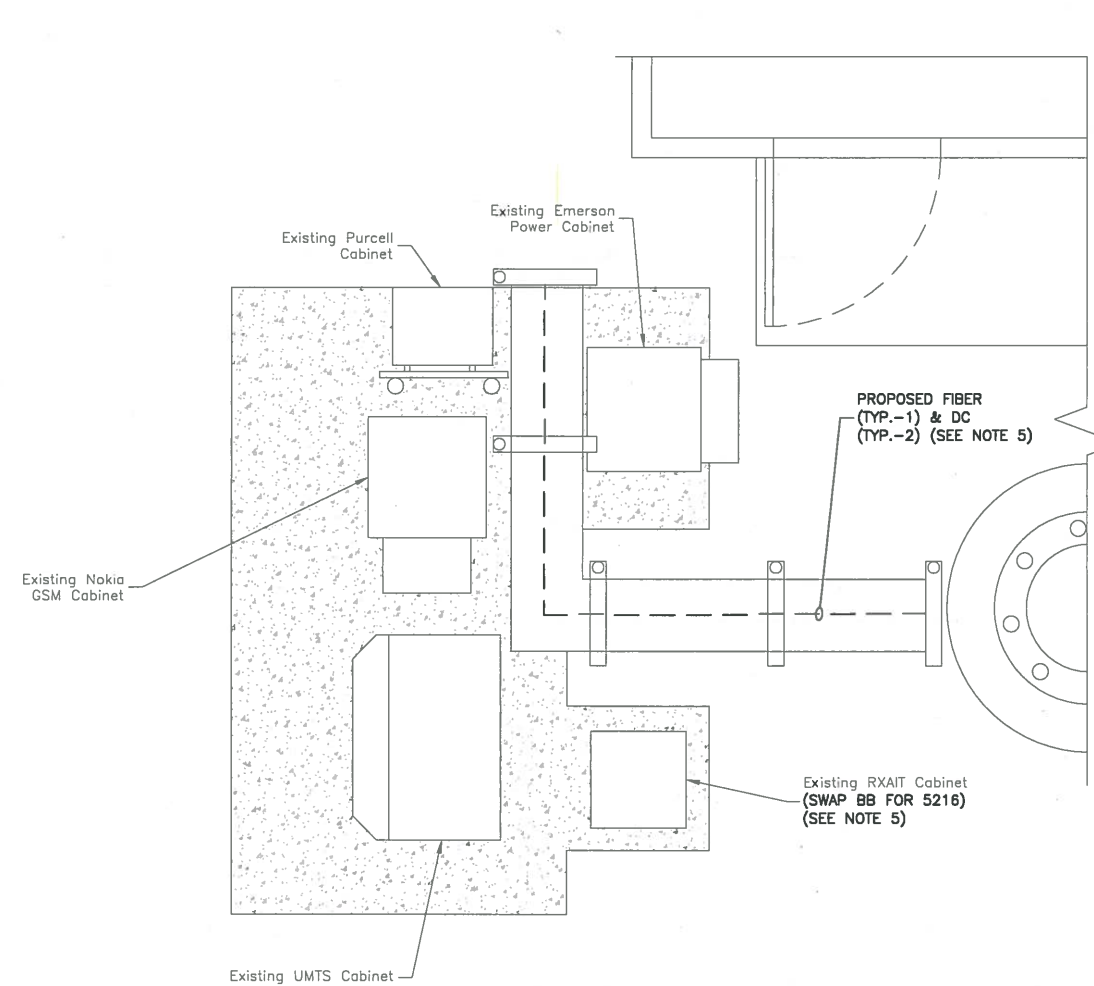 Existing Emerson
Power Cabinet
Existing Purcell
Cabinet
PROPOSED FIBER
(TYP.-1) & DC
(TYP.-2) (SEE NOTE 5)
Existing Nokia
GSM Cabinet
Existing RXAIT Cabinet
(SWAP BB FOR 5216)
(SEE NOTE 5)
Existing UMTS Cabinet